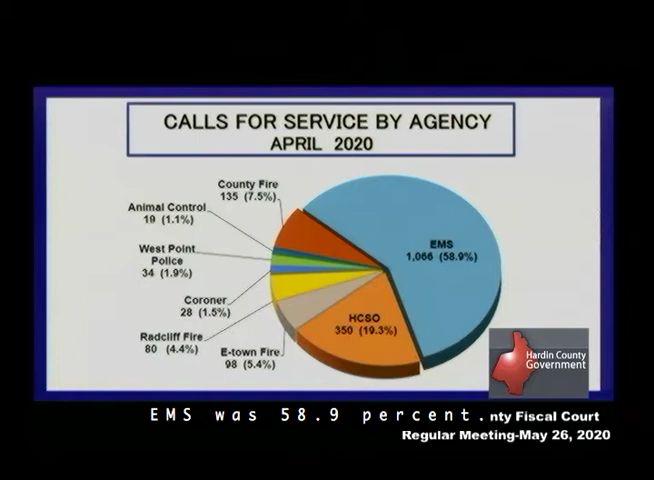 CALLS FOR SERVICE BY AGENCY
APRIL 2020
County Fire
135 (7.5%)
Animal Control
19 (1.1%)
West Point
Police
34 (1.9%)
Coroner
28 (1.5%)
Radcliff Fire
80 (4.4%)
E-town Fire
98 (5.4%)
HCSO
350 (19.3%)
EMS
1,066 (58.9%)
Hardin County
Government
EMS was 58.9 percent.nty Fiscal Court
Regular Meeting-May 26, 2020